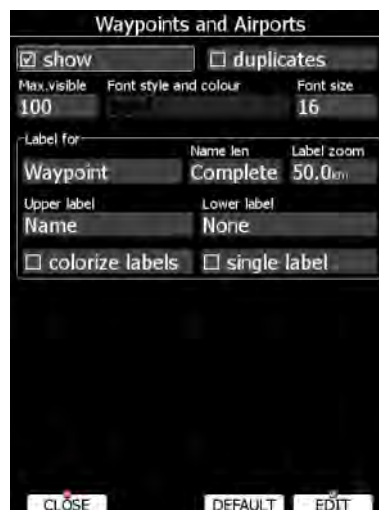 Waypoints and Airports
show duplicates
Max.visible Font style and colour Font size
100 16
Label for
Name len Label zoom
Waypoint Complete 50.0km
Upper label Lower label
Name None
colorize labels single label
CLOSE DEFAULT EDIT